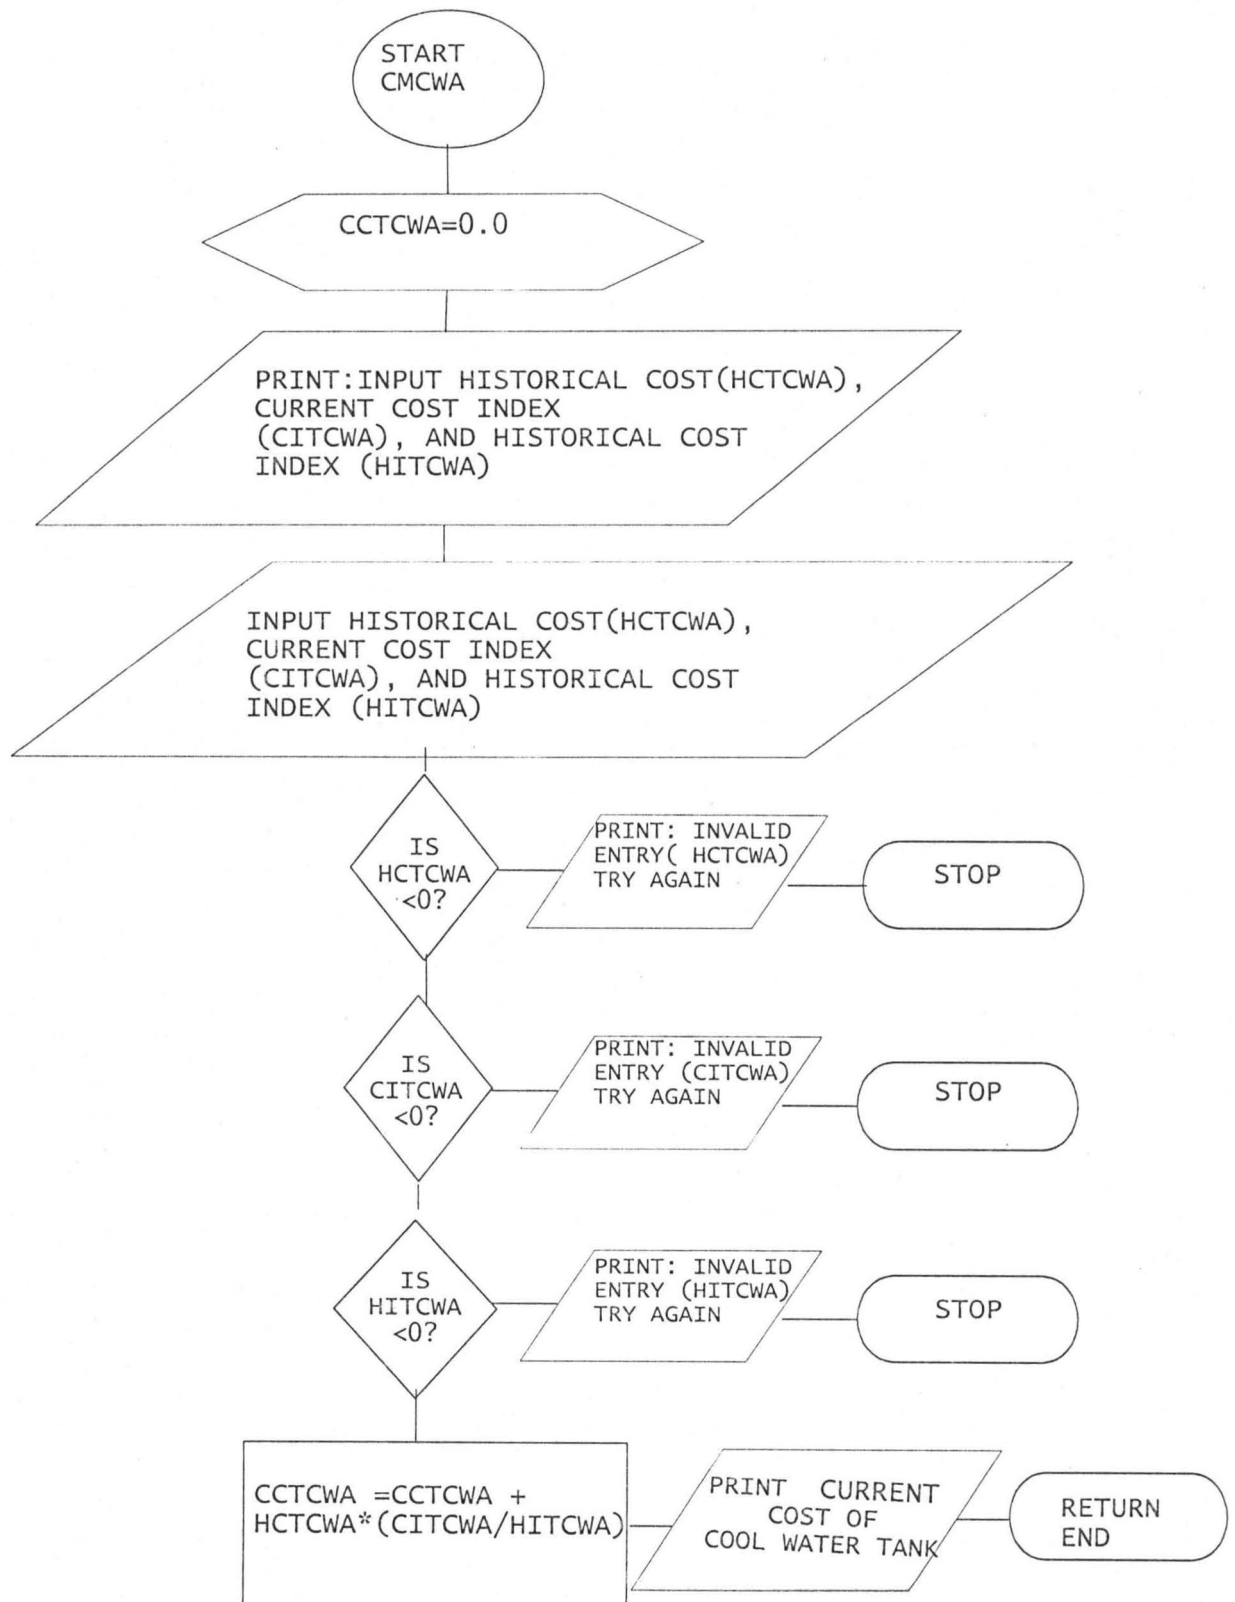 START
CMCWA
CCTCWA=0.0
PRINT:INPUT HISTORICAL COST(HCTCWA),
CURRENT COST INDEX
(CITCWA), AND HISTORICAL COST
INDEX (HITCWA)
INPUT HISTORICAL COST(HCTCWA),
CURRENT COST INDEX
(CITCWA), AND HISTORICAL COST
INDEX (HITCWA)
IS
HCTCWA
<0?
PRINT: INVALID
ENTRY( HCTCWA)
TRY AGAIN
STOP
IS
CITCWA
<0?
PRINT: INVALID
ENTRY (CITCWA)
TRY AGAIN
STOP
IS
HITCWA
<0?
PRINT: INVALID
ENTRY (HITCWA)
TRY AGAIN
STOP
CCTCWA =CCTCWA +
HCTCWA*(CITCWA/HITCWA)
PRINT CURRENT
COST OF
COOL WATER TANK
RETURN
END